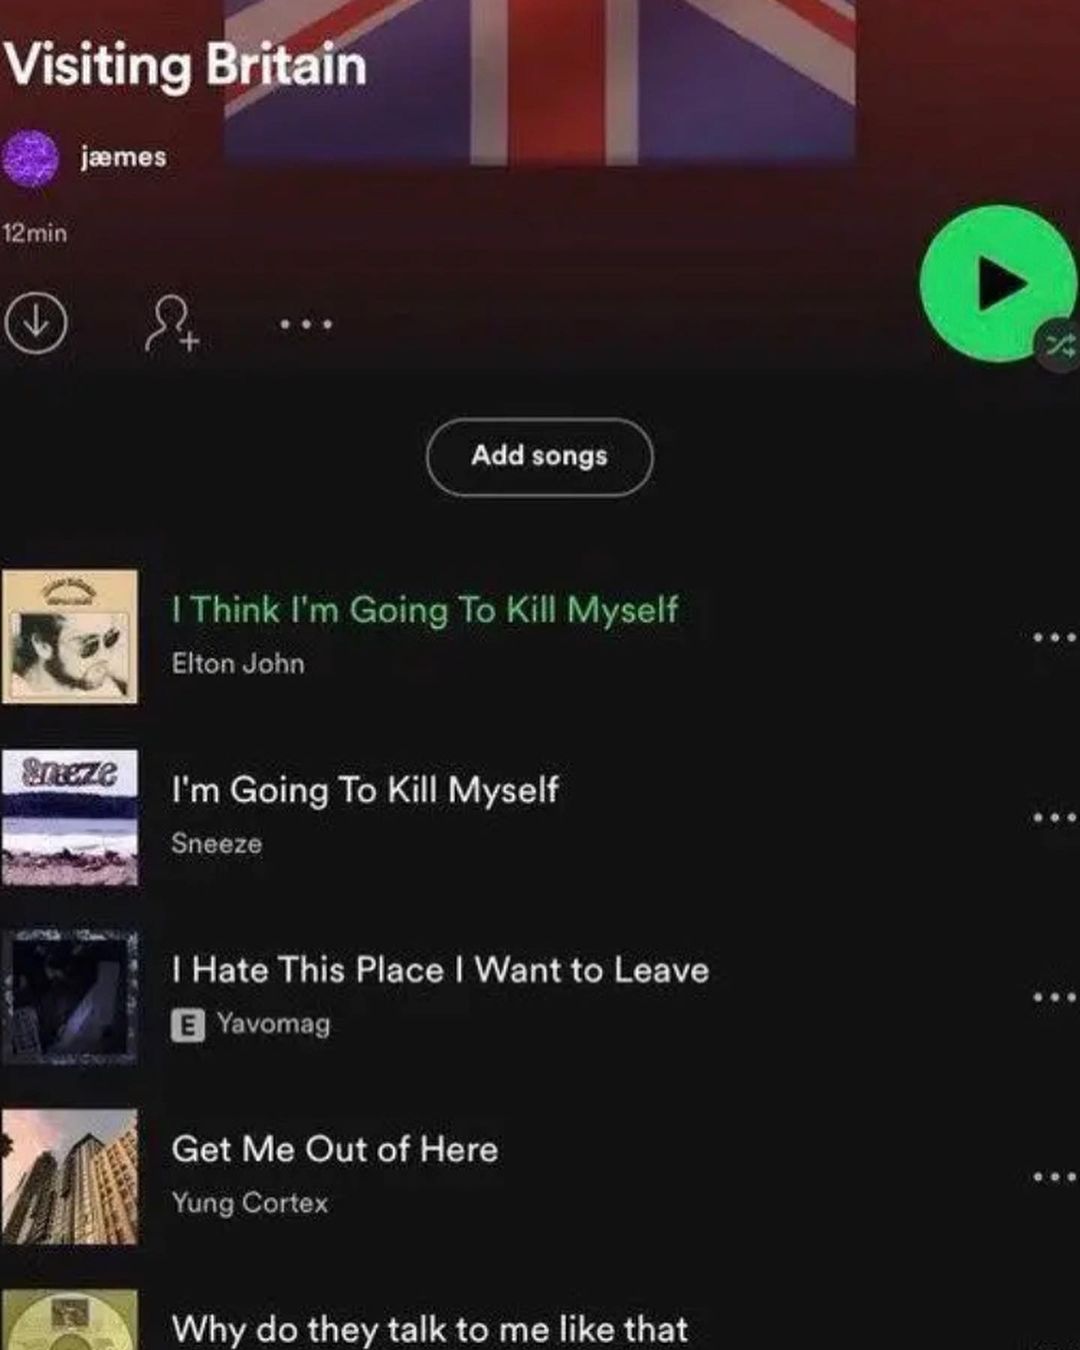 Visiting Britain
jæmes
12min
Add songs
I Think I'm Going To Kill Myself
Elton John
Sneeze
I'm Going To Kill Myself
Sneeze
I Hate This Place I Want to Leave
E Yavomag
Get Me Out of Here
Yung Cortex
Why do they talk to me like that